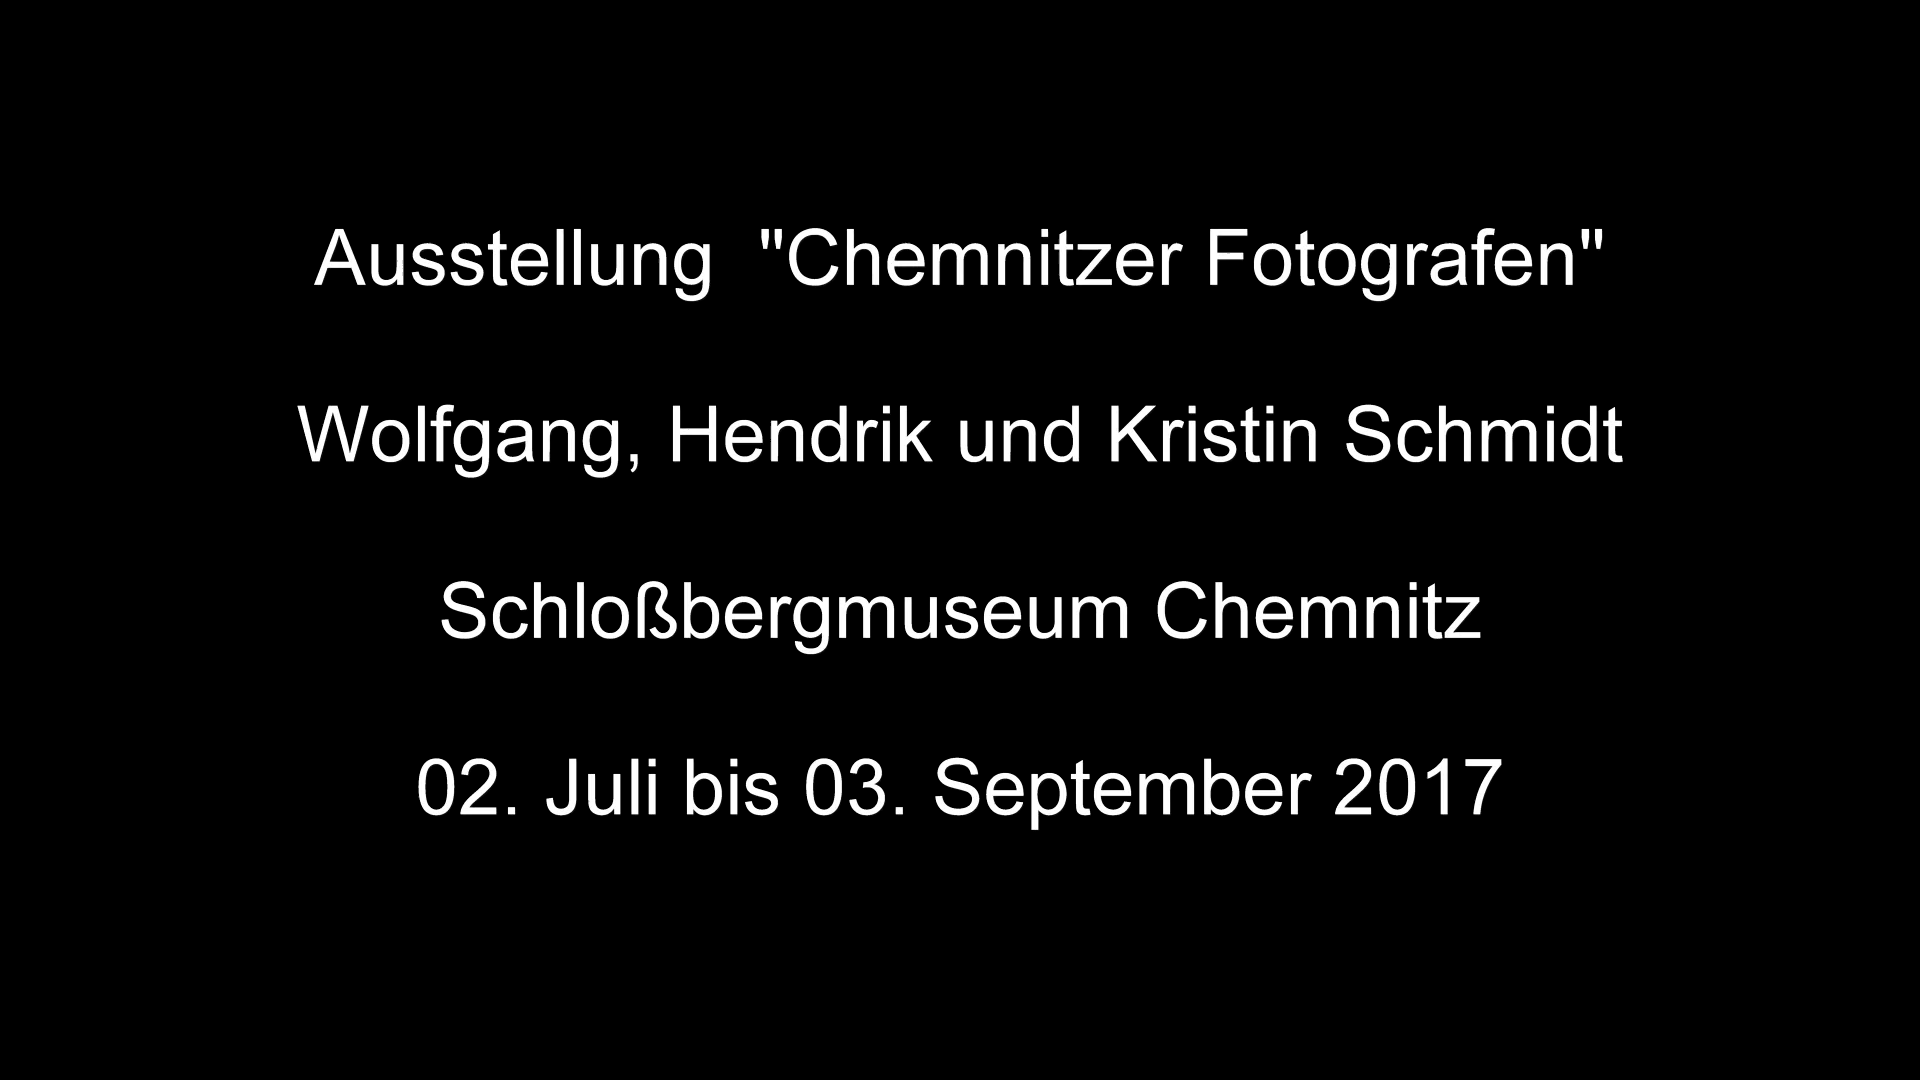 Ausstellung  "Chemnitzer Fotografen"
Wolfgang, Hendrik und Kristin Schmidt
Schloßbergmuseum Chemnitz
02. Juli bis 03. September 2017